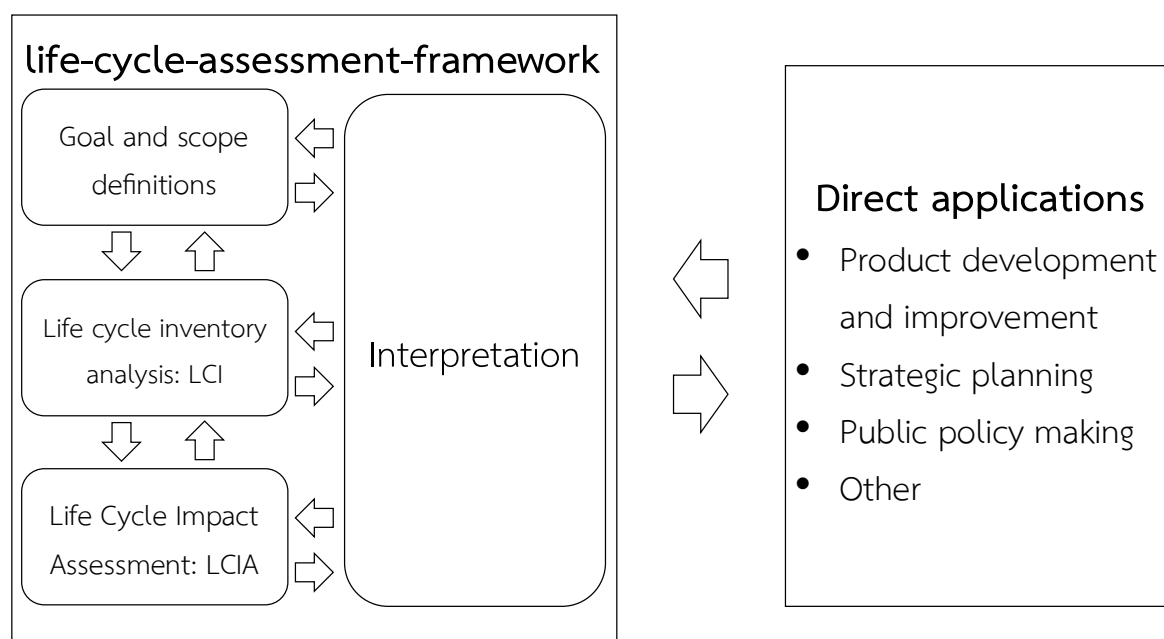 life-cycle-assessment-framework
Goal and scope
definitions
Life cycle inventory
analysis: LCI
Life Cycle Impact
Assessment: LCIA
Interpretation
Direct applications
• Product development
and improvement
• Strategic planning
• Public policy making
• Other